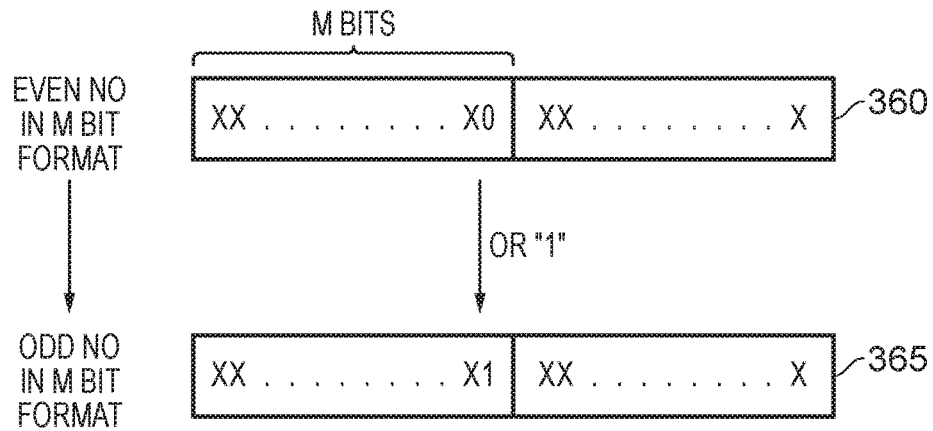 M BITS
EVEN NO
IN M BIT
FORMAT
XX . . . . . . . . X0 XX . . . . . . . . X
360
OR "1"
ODD NO
IN M BIT
FORMAT
XX . . . . . . . . X1 XX . . . . . . . . X
365